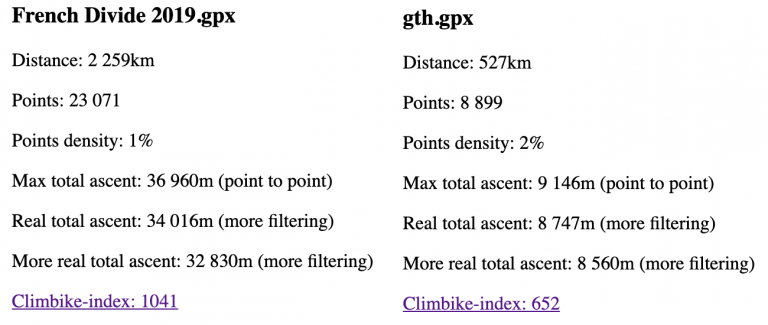 French Divide 2019.gpx
Distance: 2 259km
Points: 23 071
Points density: 1%
Max total ascent: 36 960m (point to point)
Real total ascent: 34 016m (more filtering)
More real total ascent: 32 830m (more filtering)
Climbike-index: 1041
gth.gpx
Distance: 527km
Points: 8 899
Points density: 2%
Max total ascent: 9 146m (point to point)
Real total ascent: 8 747m (more filtering)
More real total ascent: 8 560m (more filtering)
Climbike-index: 652